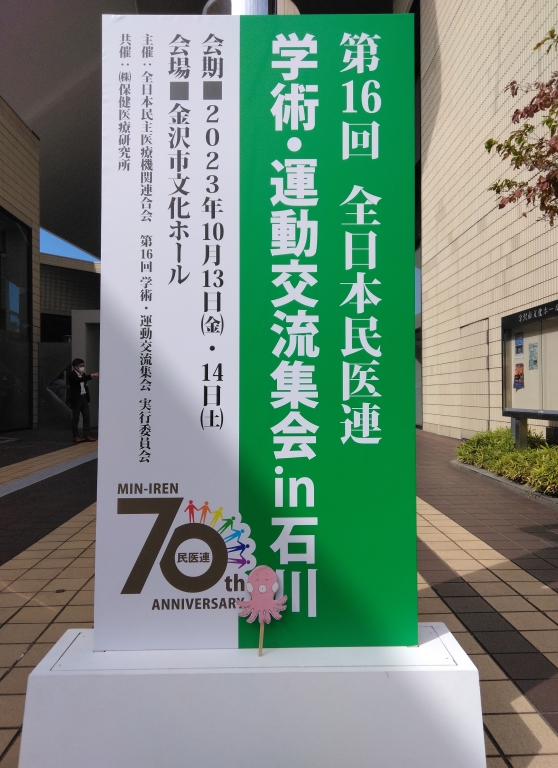 第16回 全日本民医連
学術・運動交流集会in石川
会期■2023年10月13日㈮・14日㈯
会場■金沢市文化ホール
主催：全日本民主医療機関連合会 第16回 学術・運動交流集会 実行委員会
共催：㈱保健医療研究所
MIN-IREN
70th
民医連
ANNIVERSARY